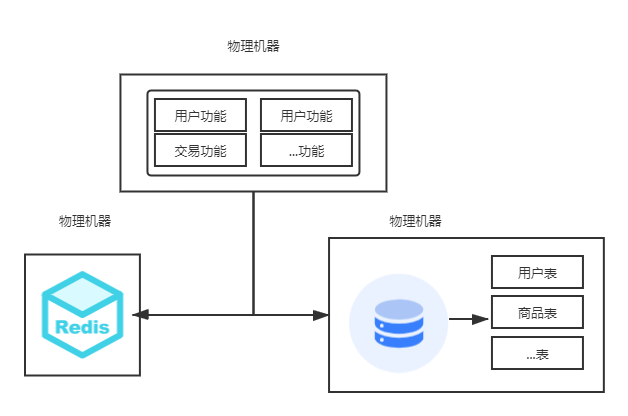 物理机器
用户功能
用户功能
交易功能
...功能
物理机器
物理机器
Redis
用户表
商品表
...表